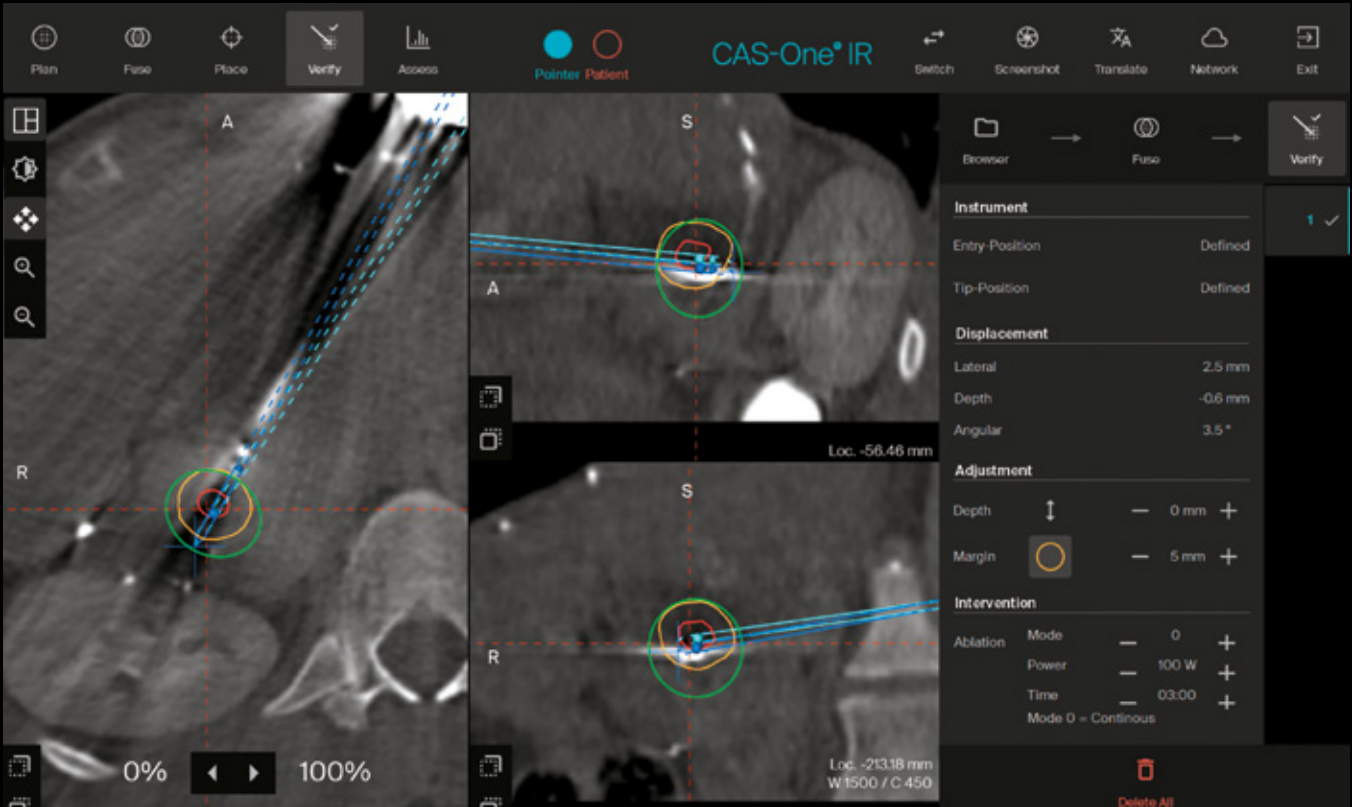 Plan
Fuse
Place
Verify
Assess
Pointer Patient
CAS-One® IR
Switch
Screenshot
Translate
Network
Exit
A
R
0%
100%
S
A
Loc. -56.46 mm
S
R
Loc. -213.18 mm
W 1500 / C 450
Browser
Fuse
Verify
1
Instrument
Entry-Position Defined
Tip-Position Defined
Displacement
Lateral 2.5 mm
Depth -0.6 mm
Angular 3.5 °
Adjustment
Depth 0 mm
Margin 5 mm
Intervention
Ablation Mode 0
Power 100 W
Time 03:00
Mode 0 = Continous
Delete All